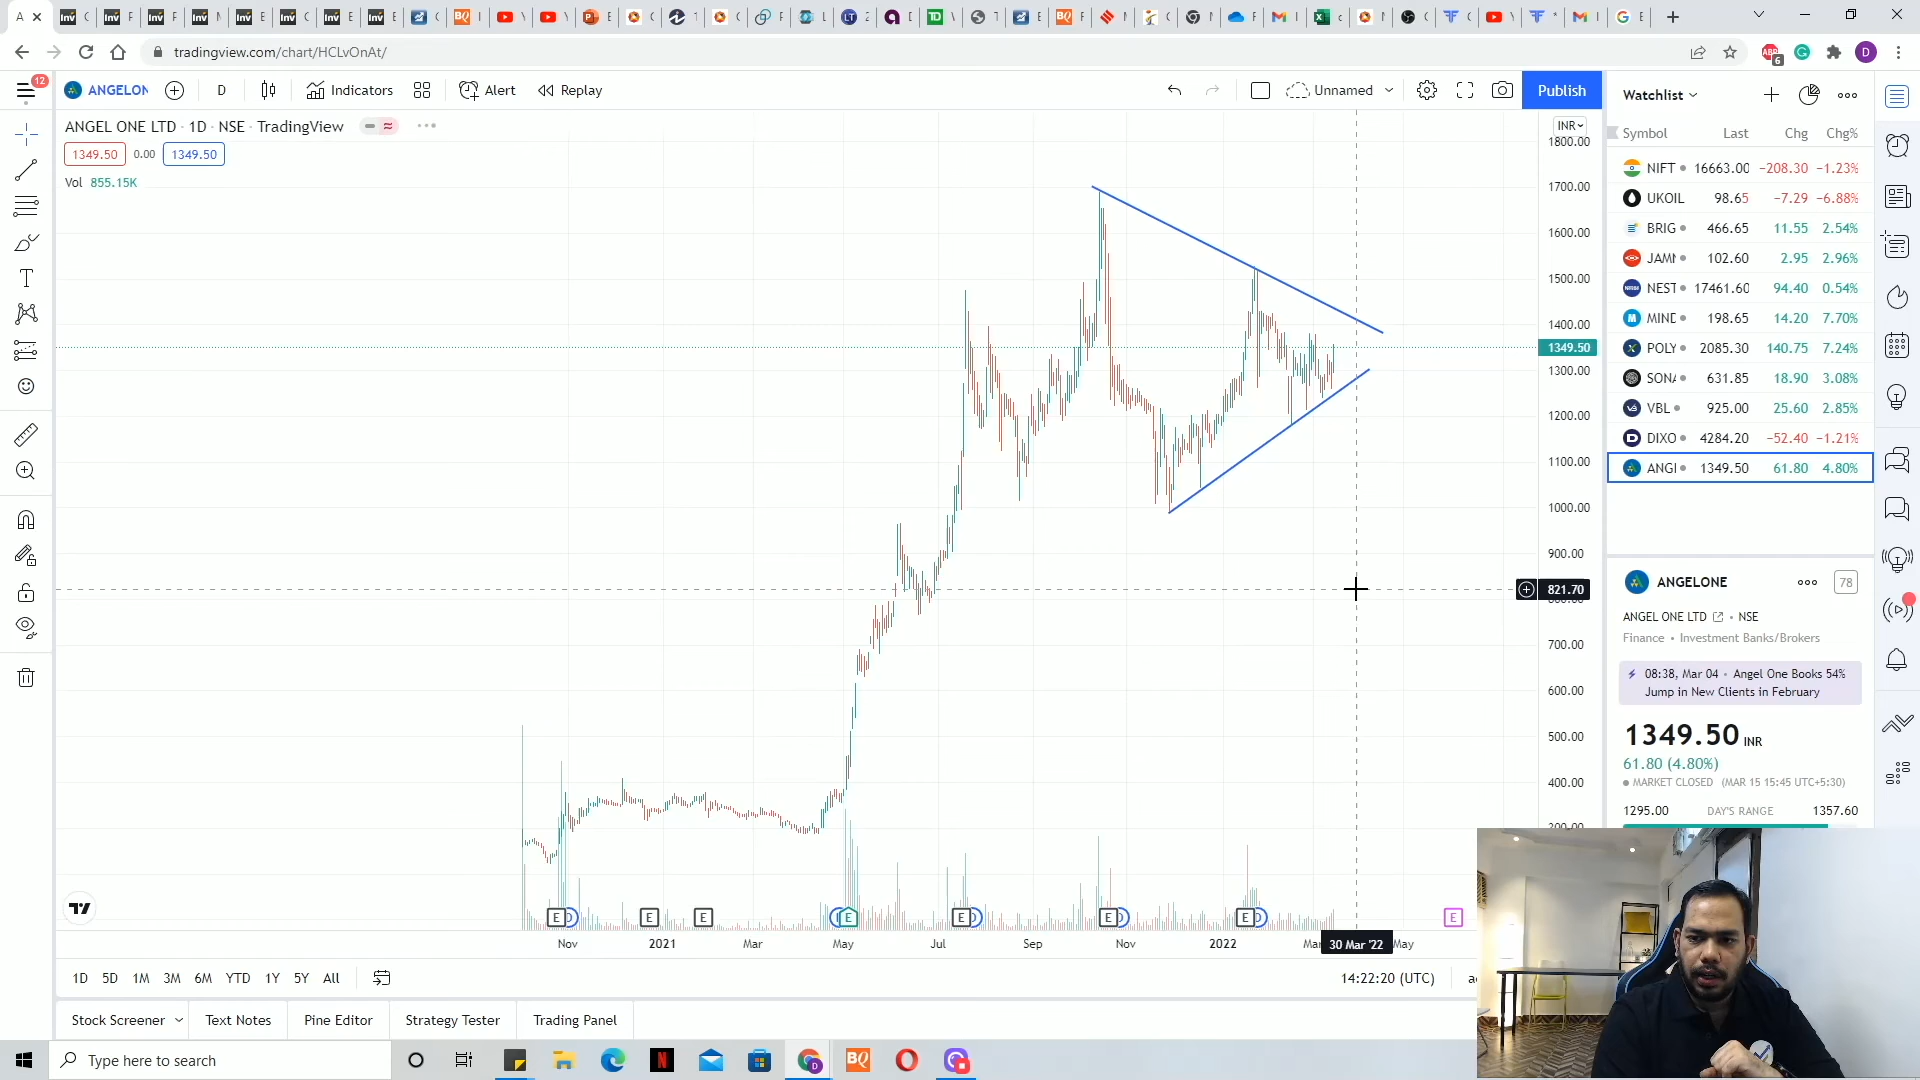 tradingview.com/chart/HCLvOnAt/
12
ANGELON
D
Indicators
Alert
Replay
Unnamed
Publish
ANGEL ONE LTD · 1D · NSE · TradingView
1349.50 0.00 1349.50
Vol 855.15K
INR
1800.00
1700.00
1600.00
1500.00
1400.00
1349.50
1300.00
1200.00
1100.00
1000.00
900.00
821.70
700.00
600.00
500.00
400.00
Nov 2021 Mar May Jul Sep Nov 2022 30 Mar '22 May
1D 5D 1M 3M 6M YTD 1Y 5Y All
14:22:20 (UTC)
Stock Screener Text Notes Pine Editor Strategy Tester Trading Panel
Watchlist
Symbol Last Chg Chg%
NIFT 16663.00 −208.30 −1.23%
UKOIL 98.65 −7.29 −6.88%
BRIG 466.65 11.55 2.54%
JAMN 102.60 2.95 2.96%
NEST 17461.60 94.40 0.54%
MIND 198.65 14.20 7.70%
POLY 2085.30 140.75 7.24%
SONA 631.85 18.90 3.08%
VBL 925.00 25.60 2.85%
DIXO 4284.20 −52.40 −1.21%
ANGI 1349.50 61.80 4.80%
ANGELONE 78
ANGEL ONE LTD • NSE
Finance • Investment Banks/Brokers
08:38, Mar 04 • Angel One Books 54%
Jump in New Clients in February
1349.50 INR
61.80 (4.80%)
MARKET CLOSED (MAR 15 15:45 UTC+5:30)
1295.00 DAY'S RANGE 1357.60
Type here to search